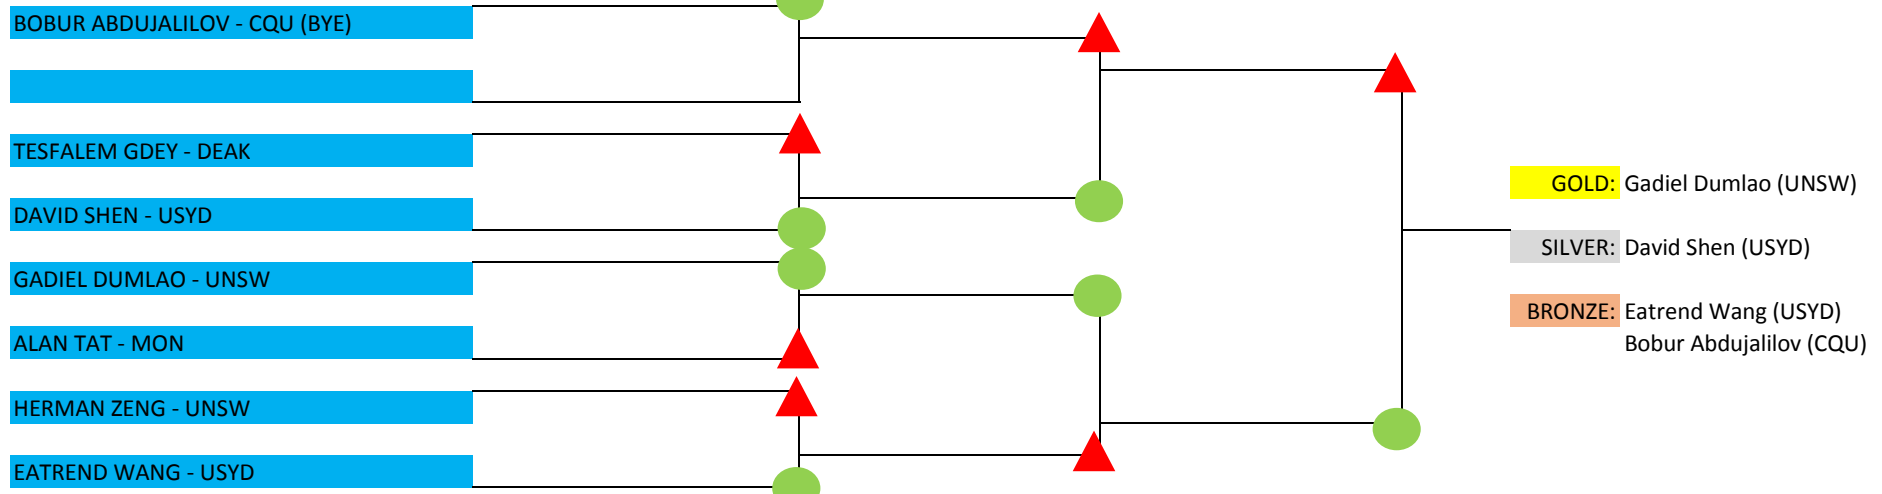 BOBUR ABDUJALILOV - CQU (BYE)
TESFALEM GDEY - DEAK
DAVID SHEN - USYD
GADIEL DUMLAO - UNSW
ALAN TAT - MON
HERMAN ZENG - UNSW
EATREND WANG - USYD
GOLD: Gadiel Dumlao (UNSW)
SILVER: David Shen (USYD)
BRONZE: Eatrend Wang (USYD)
Bobur Abdujalilov (CQU)